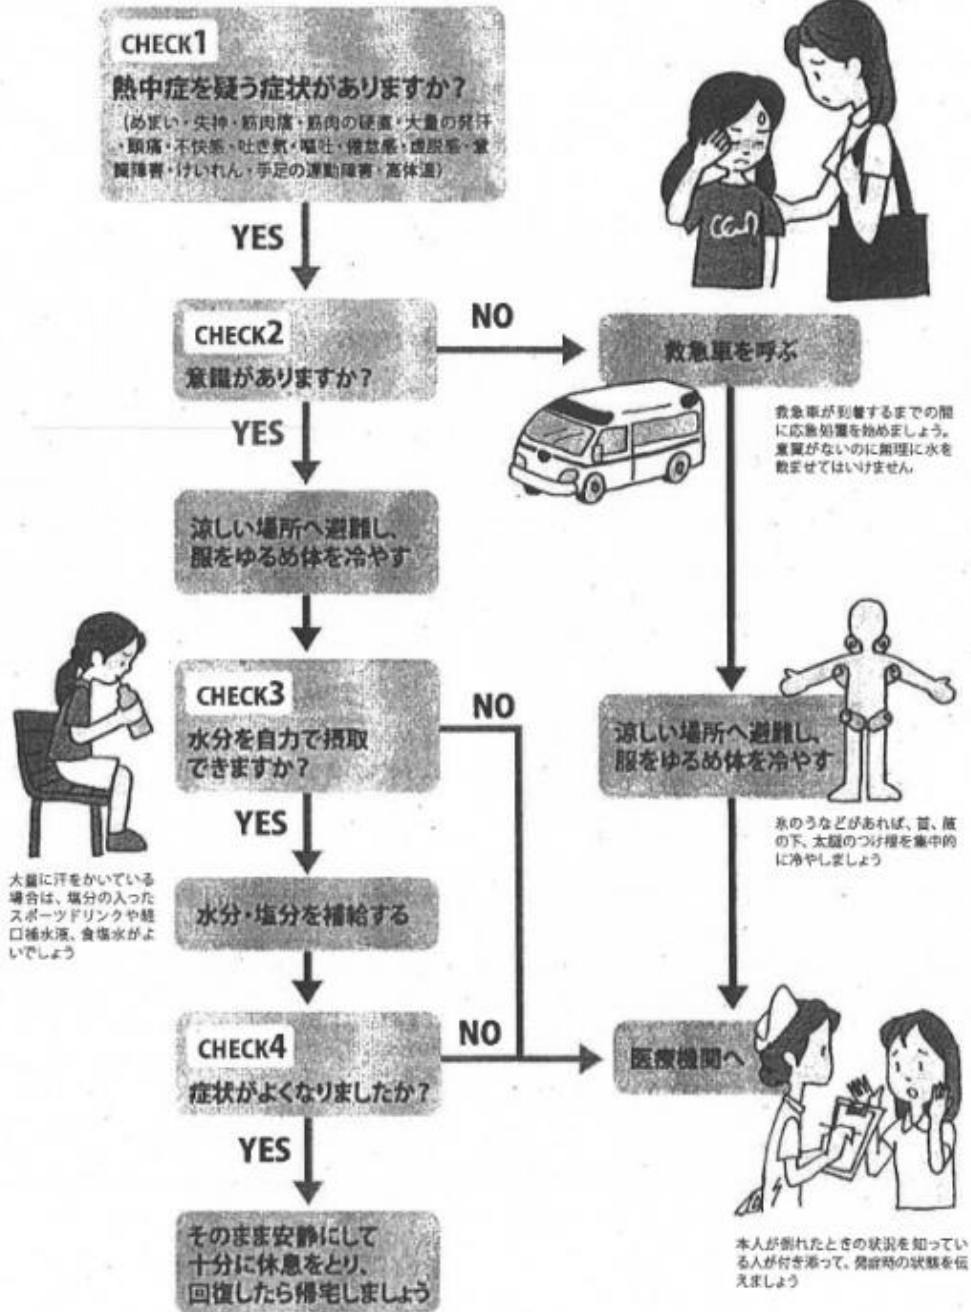 CHECK1
熱中症を疑う症状がありますか？
(めまい・失神・筋肉痛・筋肉の硬直・大量の発汗
・頭痛・不快感・吐き気・嘔吐・倦怠感・虚脱感・意
識障害・けいれん・手足の運動障害・高体温)
YES
CHECK2
意識がありますか？
NO
救急車を呼ぶ
救急車が到着するまでの間
に応急処置を始めましょう。
意識がないのに無理に水を
飲ませてはいけません
YES
涼しい場所へ避難し、
服をゆるめ体を冷やす
CHECK3
水分を自力で摂取
できますか？
NO
涼しい場所へ避難し、
服をゆるめ体を冷やす
氷のうなどがあれば、首、腋
の下、太腿のつけ根を集中的
に冷やしましょう
YES
大量に汗をかいている
場合は、塩分の入った
スポーツドリンクや経
口補水液、食塩水がよ
いでしょう
水分・塩分を補給する
CHECK4
症状がよくなりましたか？
NO
医療機関へ
YES
そのまま安静にして
十分に休息をとり、
回復したら帰宅しましょう
本人が倒れたときの状況を知ってい
る人が付き添って、発症時の状態を伝
えましょう